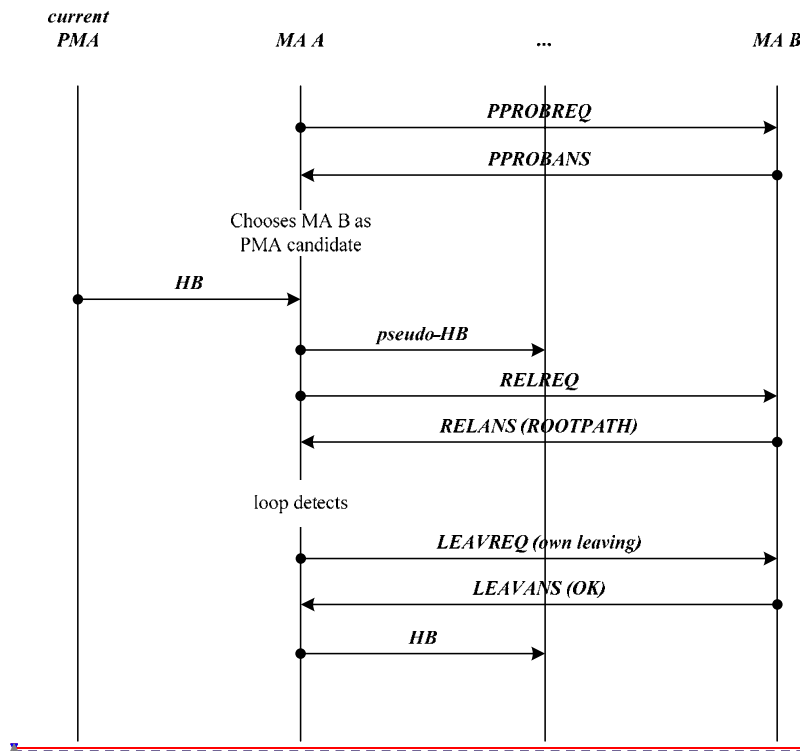 current
PMA
MA A
...
MA B
PPROBREQ
PPROBANS
Chooses MA B as
PMA candidate
HB
pseudo-HB
RELREQ
RELANS (ROOTPATH)
loop detects
LEAVREQ (own leaving)
LEAVANS (OK)
HB